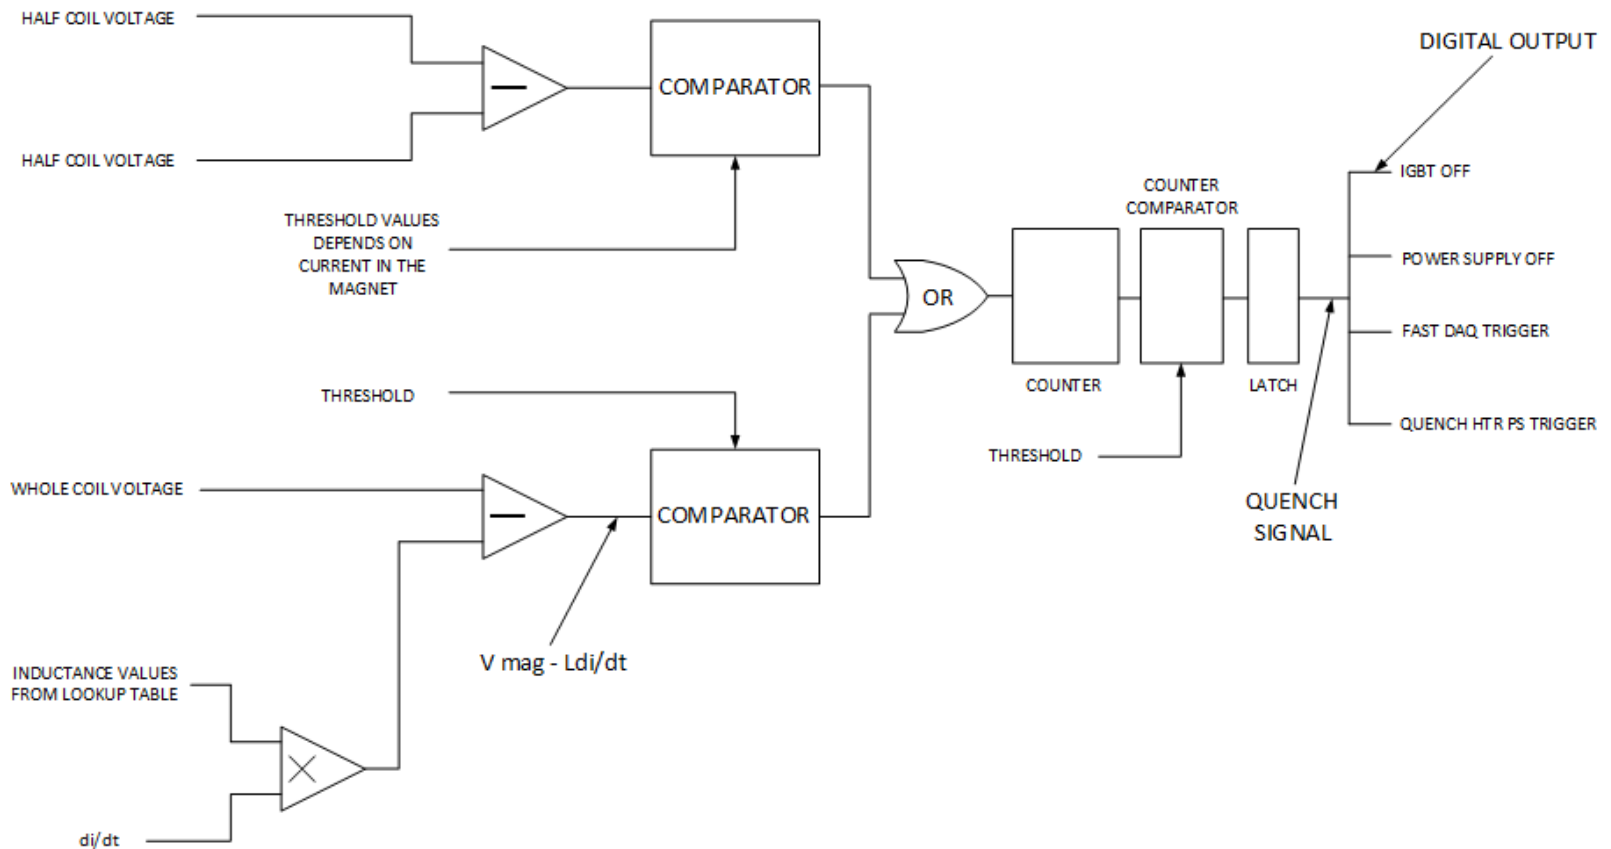 HALF COIL VOLTAGE
COMPARATOR
HALF COIL VOLTAGE
THRESHOLD VALUES
DEPENDS ON
CURRENT IN THE
MAGNET
DIGITAL OUTPUT
IGBT OFF
COUNTER
COMPARATOR
POWER SUPPLY OFF
OR
FAST DAQ TRIGGER
COUNTER
LATCH
THRESHOLD
QUENCH HTR PS TRIGGER
THRESHOLD
WHOLE COIL VOLTAGE
COMPARATOR
QUENCH
SIGNAL
V mag - Ldi/dt
INDUCTANCE VALUES
FROM LOOKUP TABLE
di/dt